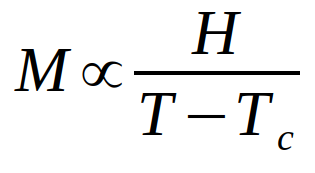 M ∝ H / (T − T_c)